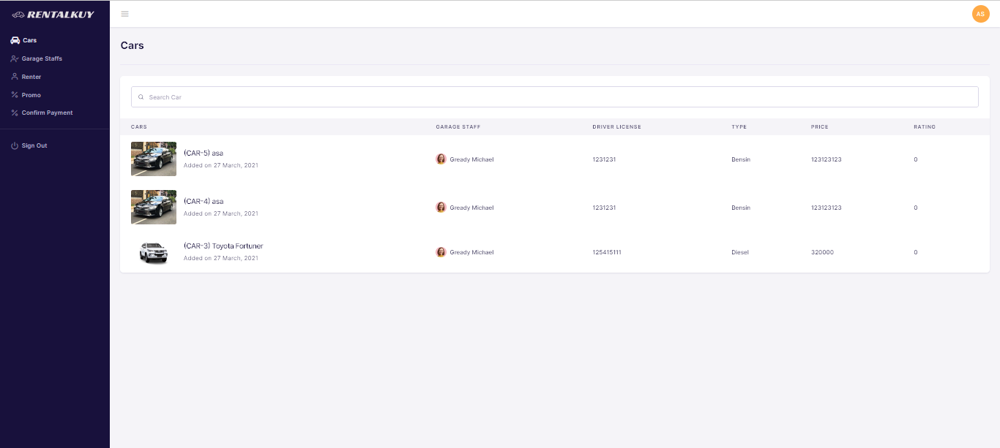 RENTALKUY
AS
Cars
Garage Staffs
Renter
Promo
Confirm Payment
Sign Out
Cars
Search Car
CARS GARAGE STAFF DRIVER LICENSE TYPE PRICE RATING
(CAR-5) asa
Added on 27 March, 2021
Gready Michael 1231231 Bensin 123123123 0
(CAR-4) asa
Added on 27 March, 2021
Gready Michael 1231231 Bensin 123123123 0
(CAR-3) Toyota Fortuner
Added on 27 March, 2021
Gready Michael 125415111 Diesel 320000 0